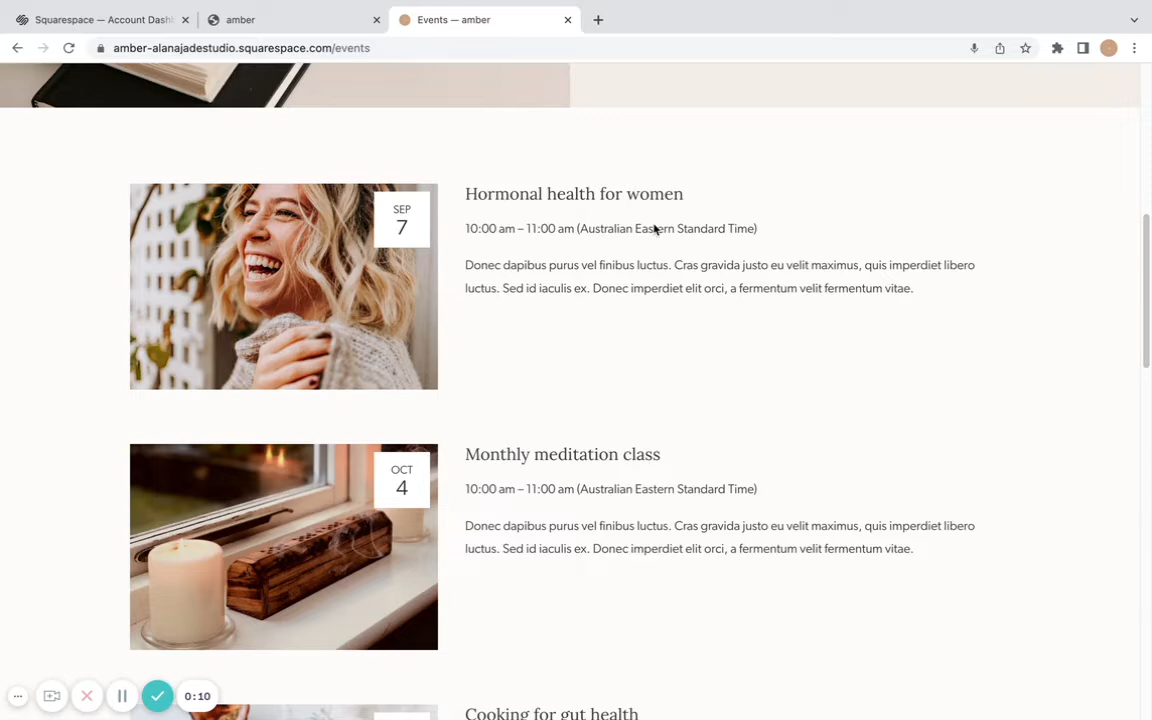 Squarespace — Account Dash
amber
Events — amber
amber-alanajadestudio.squarespace.com/events
SEP
7
Hormonal health for women
10:00 am – 11:00 am (Australian Eastern Standard Time)
Donec dapibus purus vel finibus luctus. Cras gravida justo eu velit maximus, quis imperdiet libero
luctus. Sed id iaculis ex. Donec imperdiet elit orci, a fermentum velit fermentum vitae.
OCT
4
Monthly meditation class
10:00 am – 11:00 am (Australian Eastern Standard Time)
Donec dapibus purus vel finibus luctus. Cras gravida justo eu velit maximus, quis imperdiet libero
luctus. Sed id iaculis ex. Donec imperdiet elit orci, a fermentum velit fermentum vitae.
0:10
Cooking for gut health